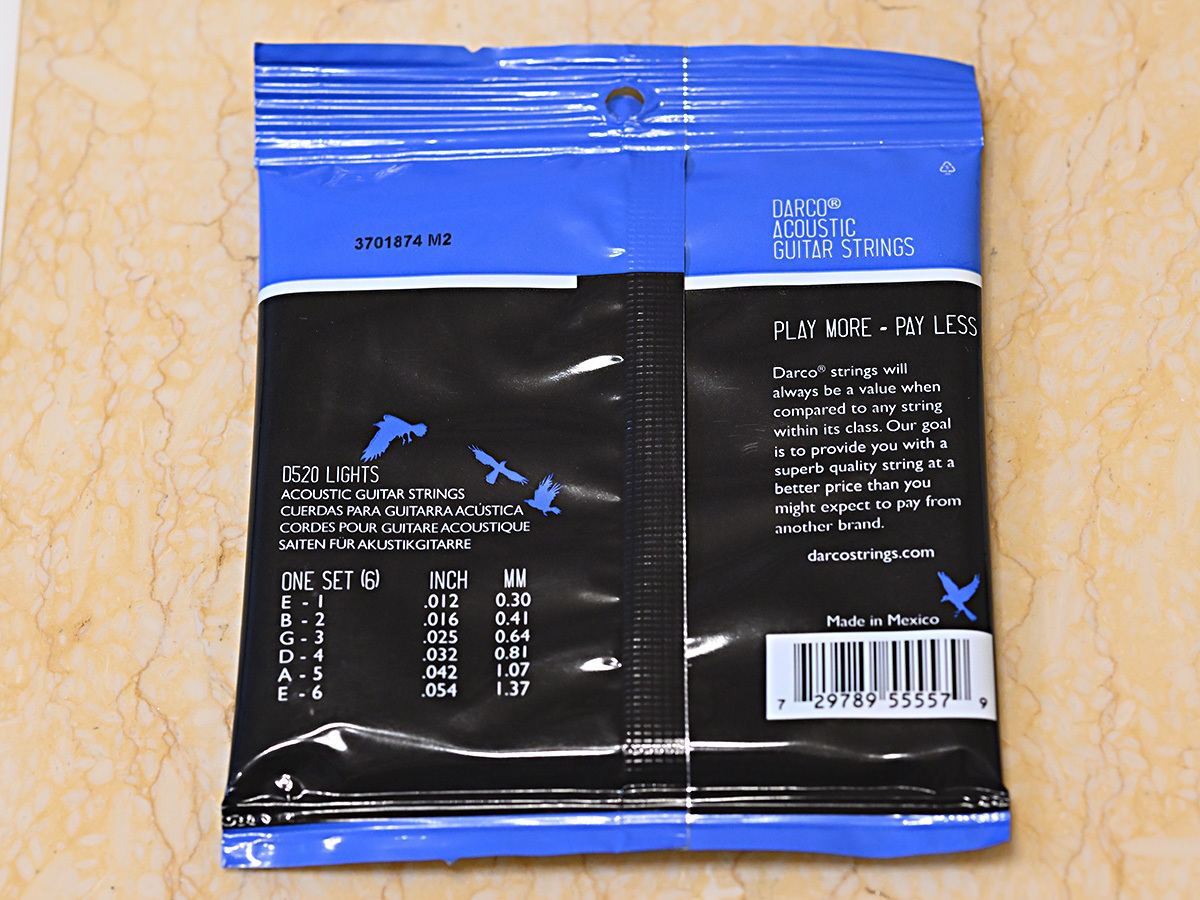 3701874 M2
DARCO®
ACOUSTIC
GUITAR STRINGS
PLAY MORE - PAY LESS
Darco® strings will
always be a value when
compared to any string
within its class. Our goal
is to provide you with a
superb quality string at a
better price than you
might expect to pay from
another brand.
darcostrings.com
Made in Mexico
7 29789 55557 9
D520 LIGHTS
ACOUSTIC GUITAR STRINGS
CUERDAS PARA GUITARRA ACÚSTICA
CORDES POUR GUITARE ACOUSTIQUE
SAITEN FÜR AKUSTIKGITARRE
ONE SET (6) INCH MM
E - 1 .012 0.30
B - 2 .016 0.41
G - 3 .025 0.64
D - 4 .032 0.81
A - 5 .042 1.07
E - 6 .054 1.37